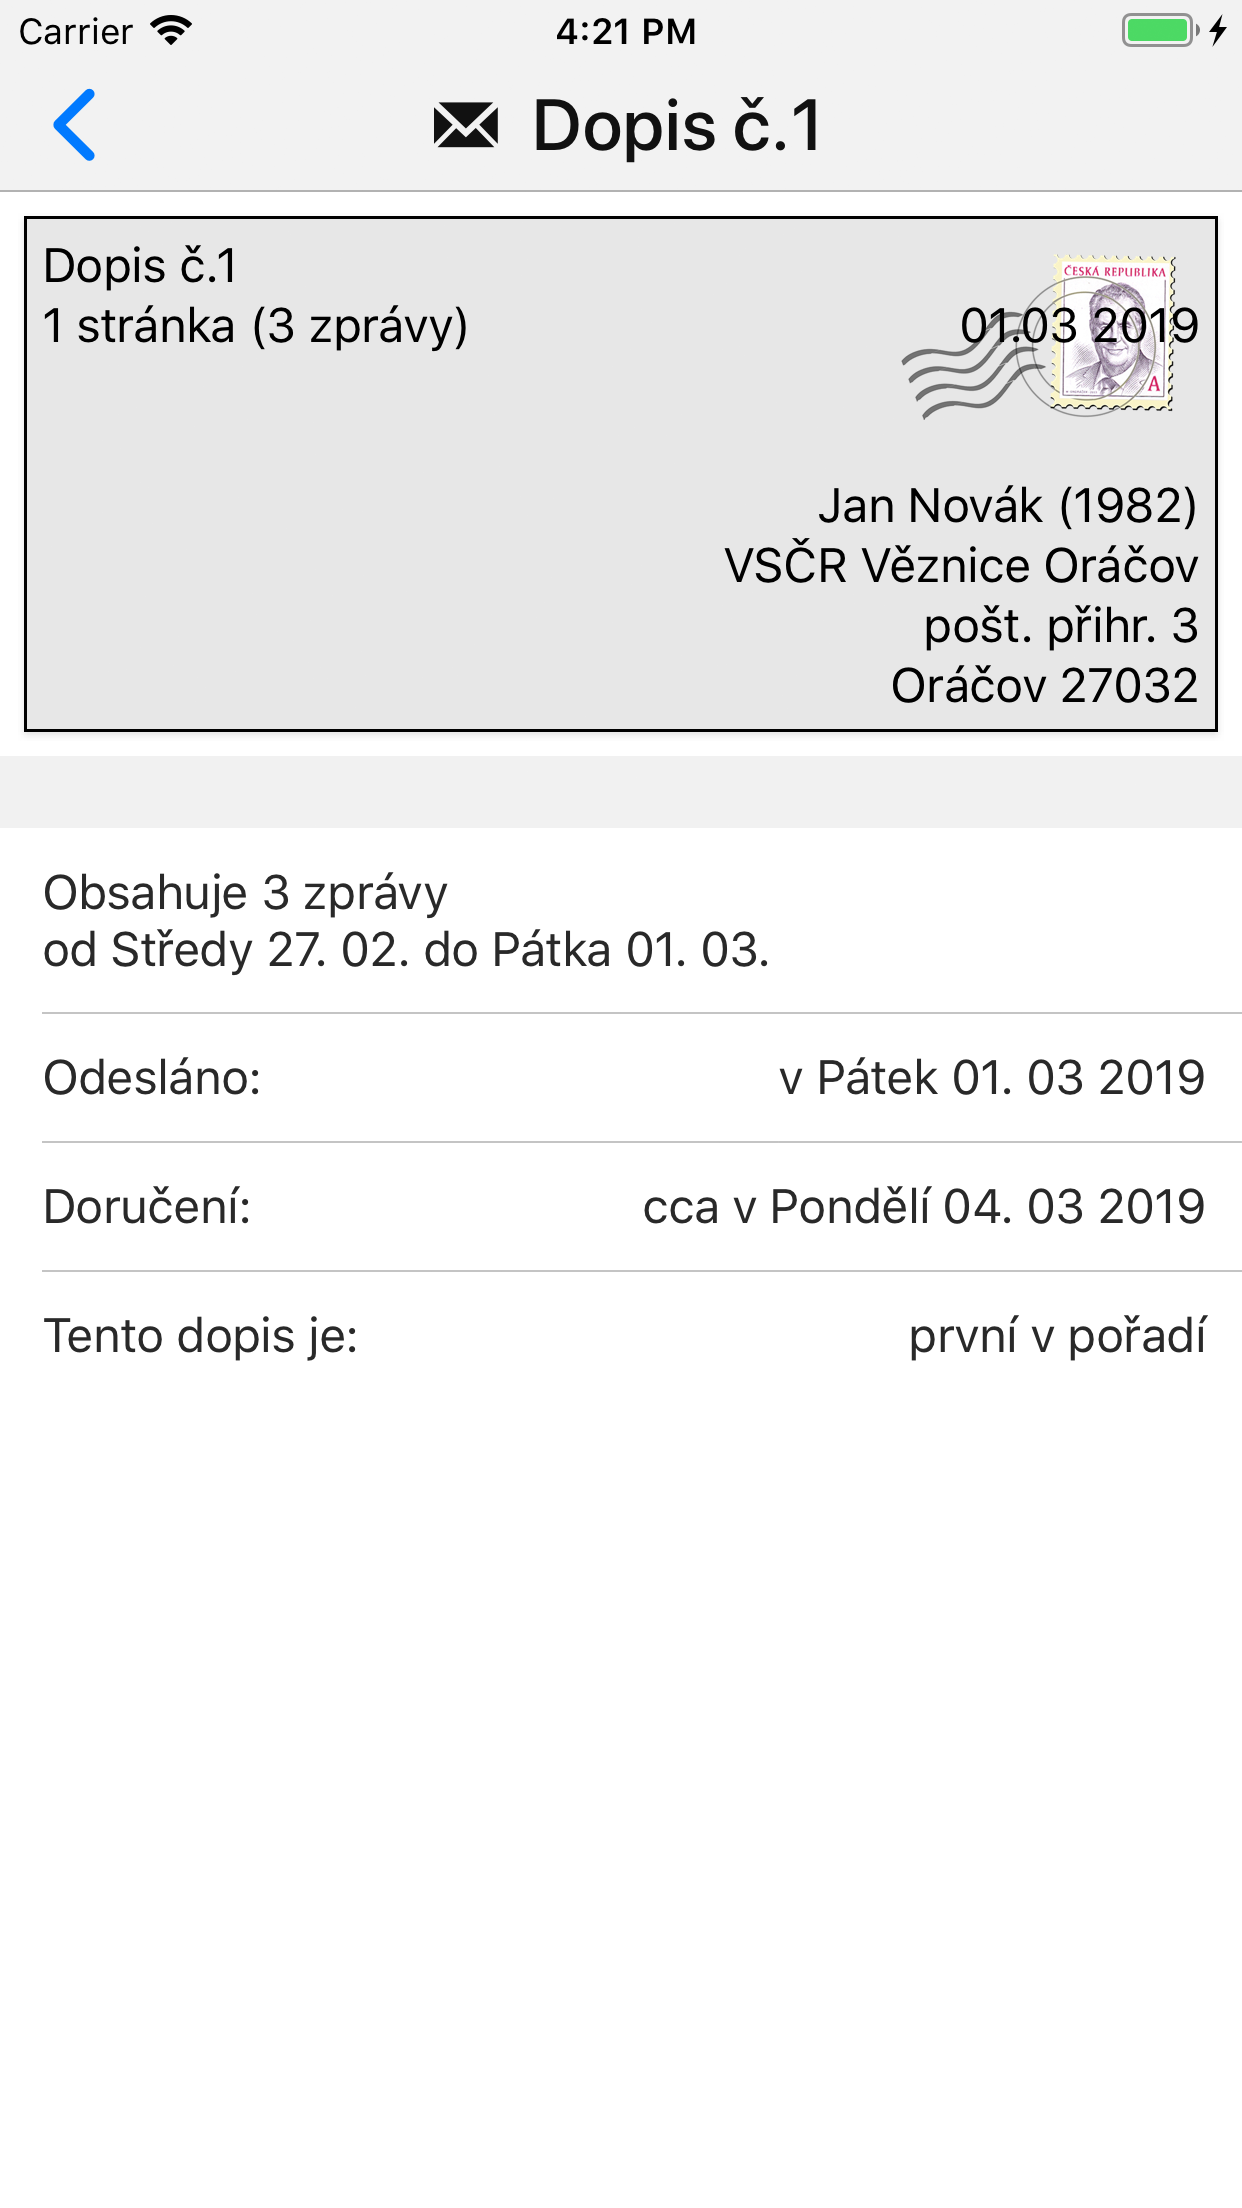 Carrier 4:21 PM
Dopis č.1
Dopis č.1
ČESKÁ REPUBLIKA
1 stránka (3 zprávy) 01.03 2019
A
Jan Novák (1982)
VSČR Věznice Oráčov
pošt. přihr. 3
Oráčov 27032
Obsahuje 3 zprávy
od Středy 27. 02. do Pátka 01. 03.
Odesláno: v Pátek 01. 03 2019
Doručení: cca v Pondělí 04. 03 2019
Tento dopis je: první v pořadí